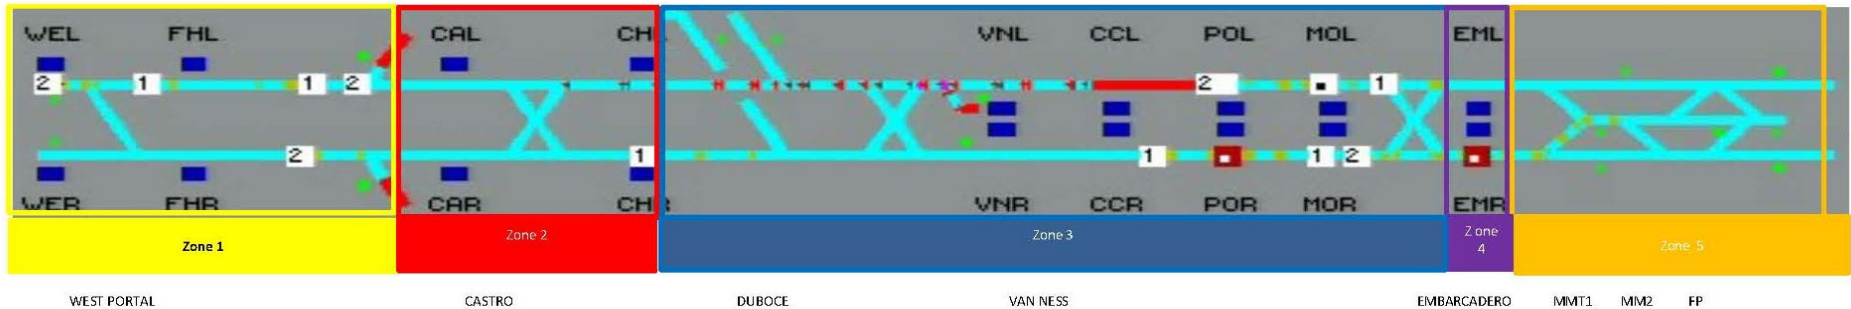 WEL FHL CAL CHL VNL CCL POL MOL EML
2 1 1 2 2 1
2 1 1 1 2
WER FHR CAR CHR VNR CCR POR MOR EMR
Zone 1 Zone 2 Zone 3 Zone 4 Zone 5
WEST PORTAL CASTRO DUBOCE VAN NESS EMBARCADERO MMT1 MM2 FP